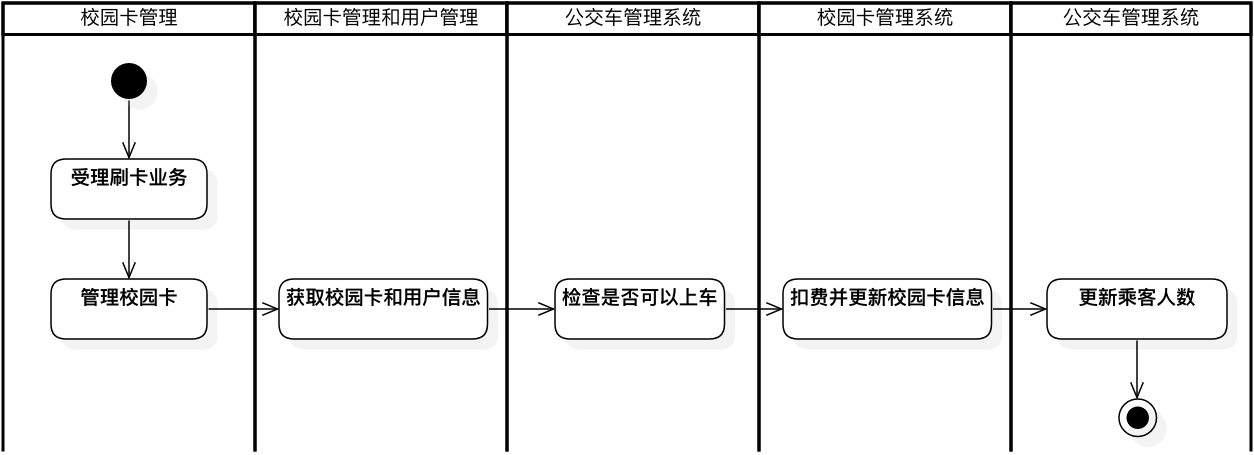 校园卡管理
校园卡管理和用户管理
公交车管理系统
校园卡管理系统
公交车管理系统
受理刷卡业务
管理校园卡
获取校园卡和用户信息
检查是否可以上车
扣费并更新校园卡信息
更新乘客人数